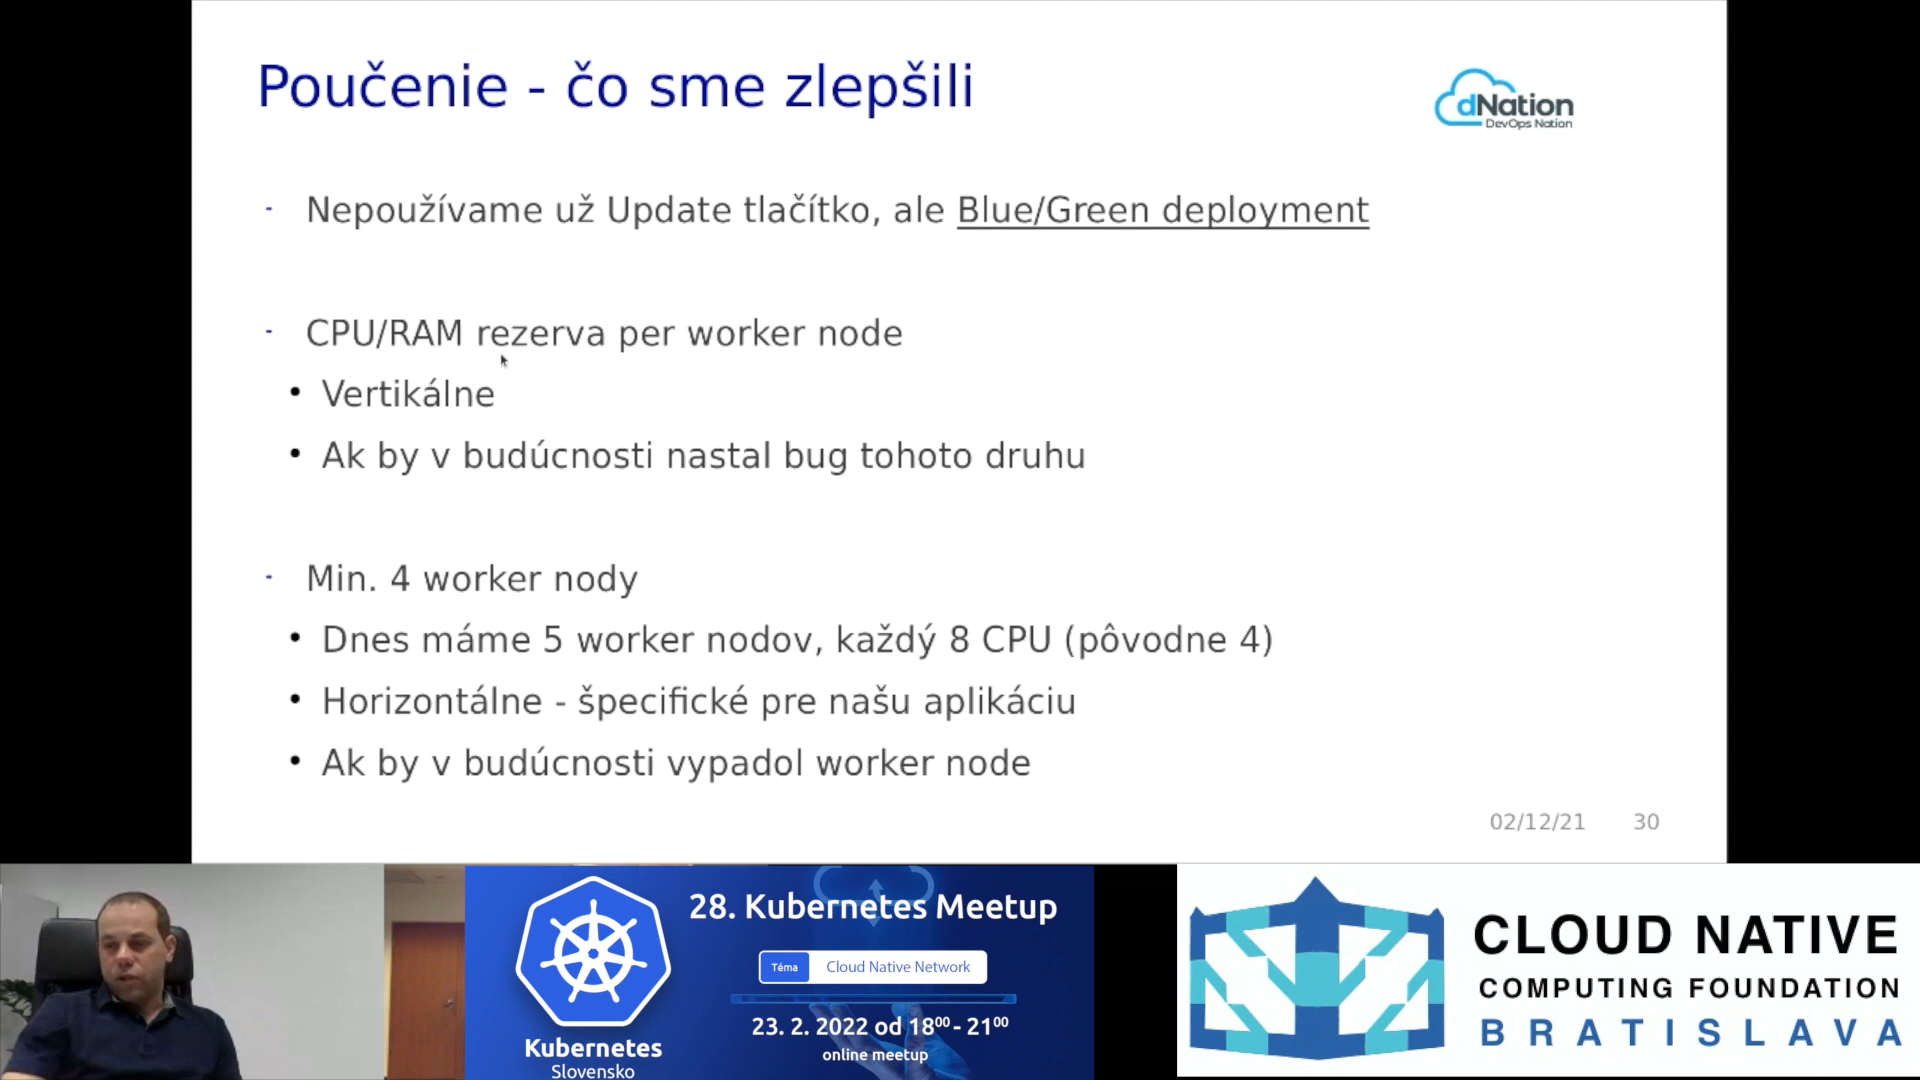 Poučenie - čo sme zlepšili
dNation
DevOps Nation
- Nepoužívame už Update tlačítko, ale Blue/Green deployment
- CPU/RAM rezerva per worker node
• Vertikálne
• Ak by v budúcnosti nastal bug tohoto druhu
- Min. 4 worker nody
• Dnes máme 5 worker nodov, každý 8 CPU (pôvodne 4)
• Horizontálne - špecifické pre našu aplikáciu
• Ak by v budúcnosti vypadol worker node
02/12/21 30
Kubernetes
Slovensko
28. Kubernetes Meetup
Téma Cloud Native Network
23. 2. 2022 od 18⁰⁰ - 21⁰⁰
online meetup
CLOUD NATIVE
COMPUTING FOUNDATION
BRATISLAVA